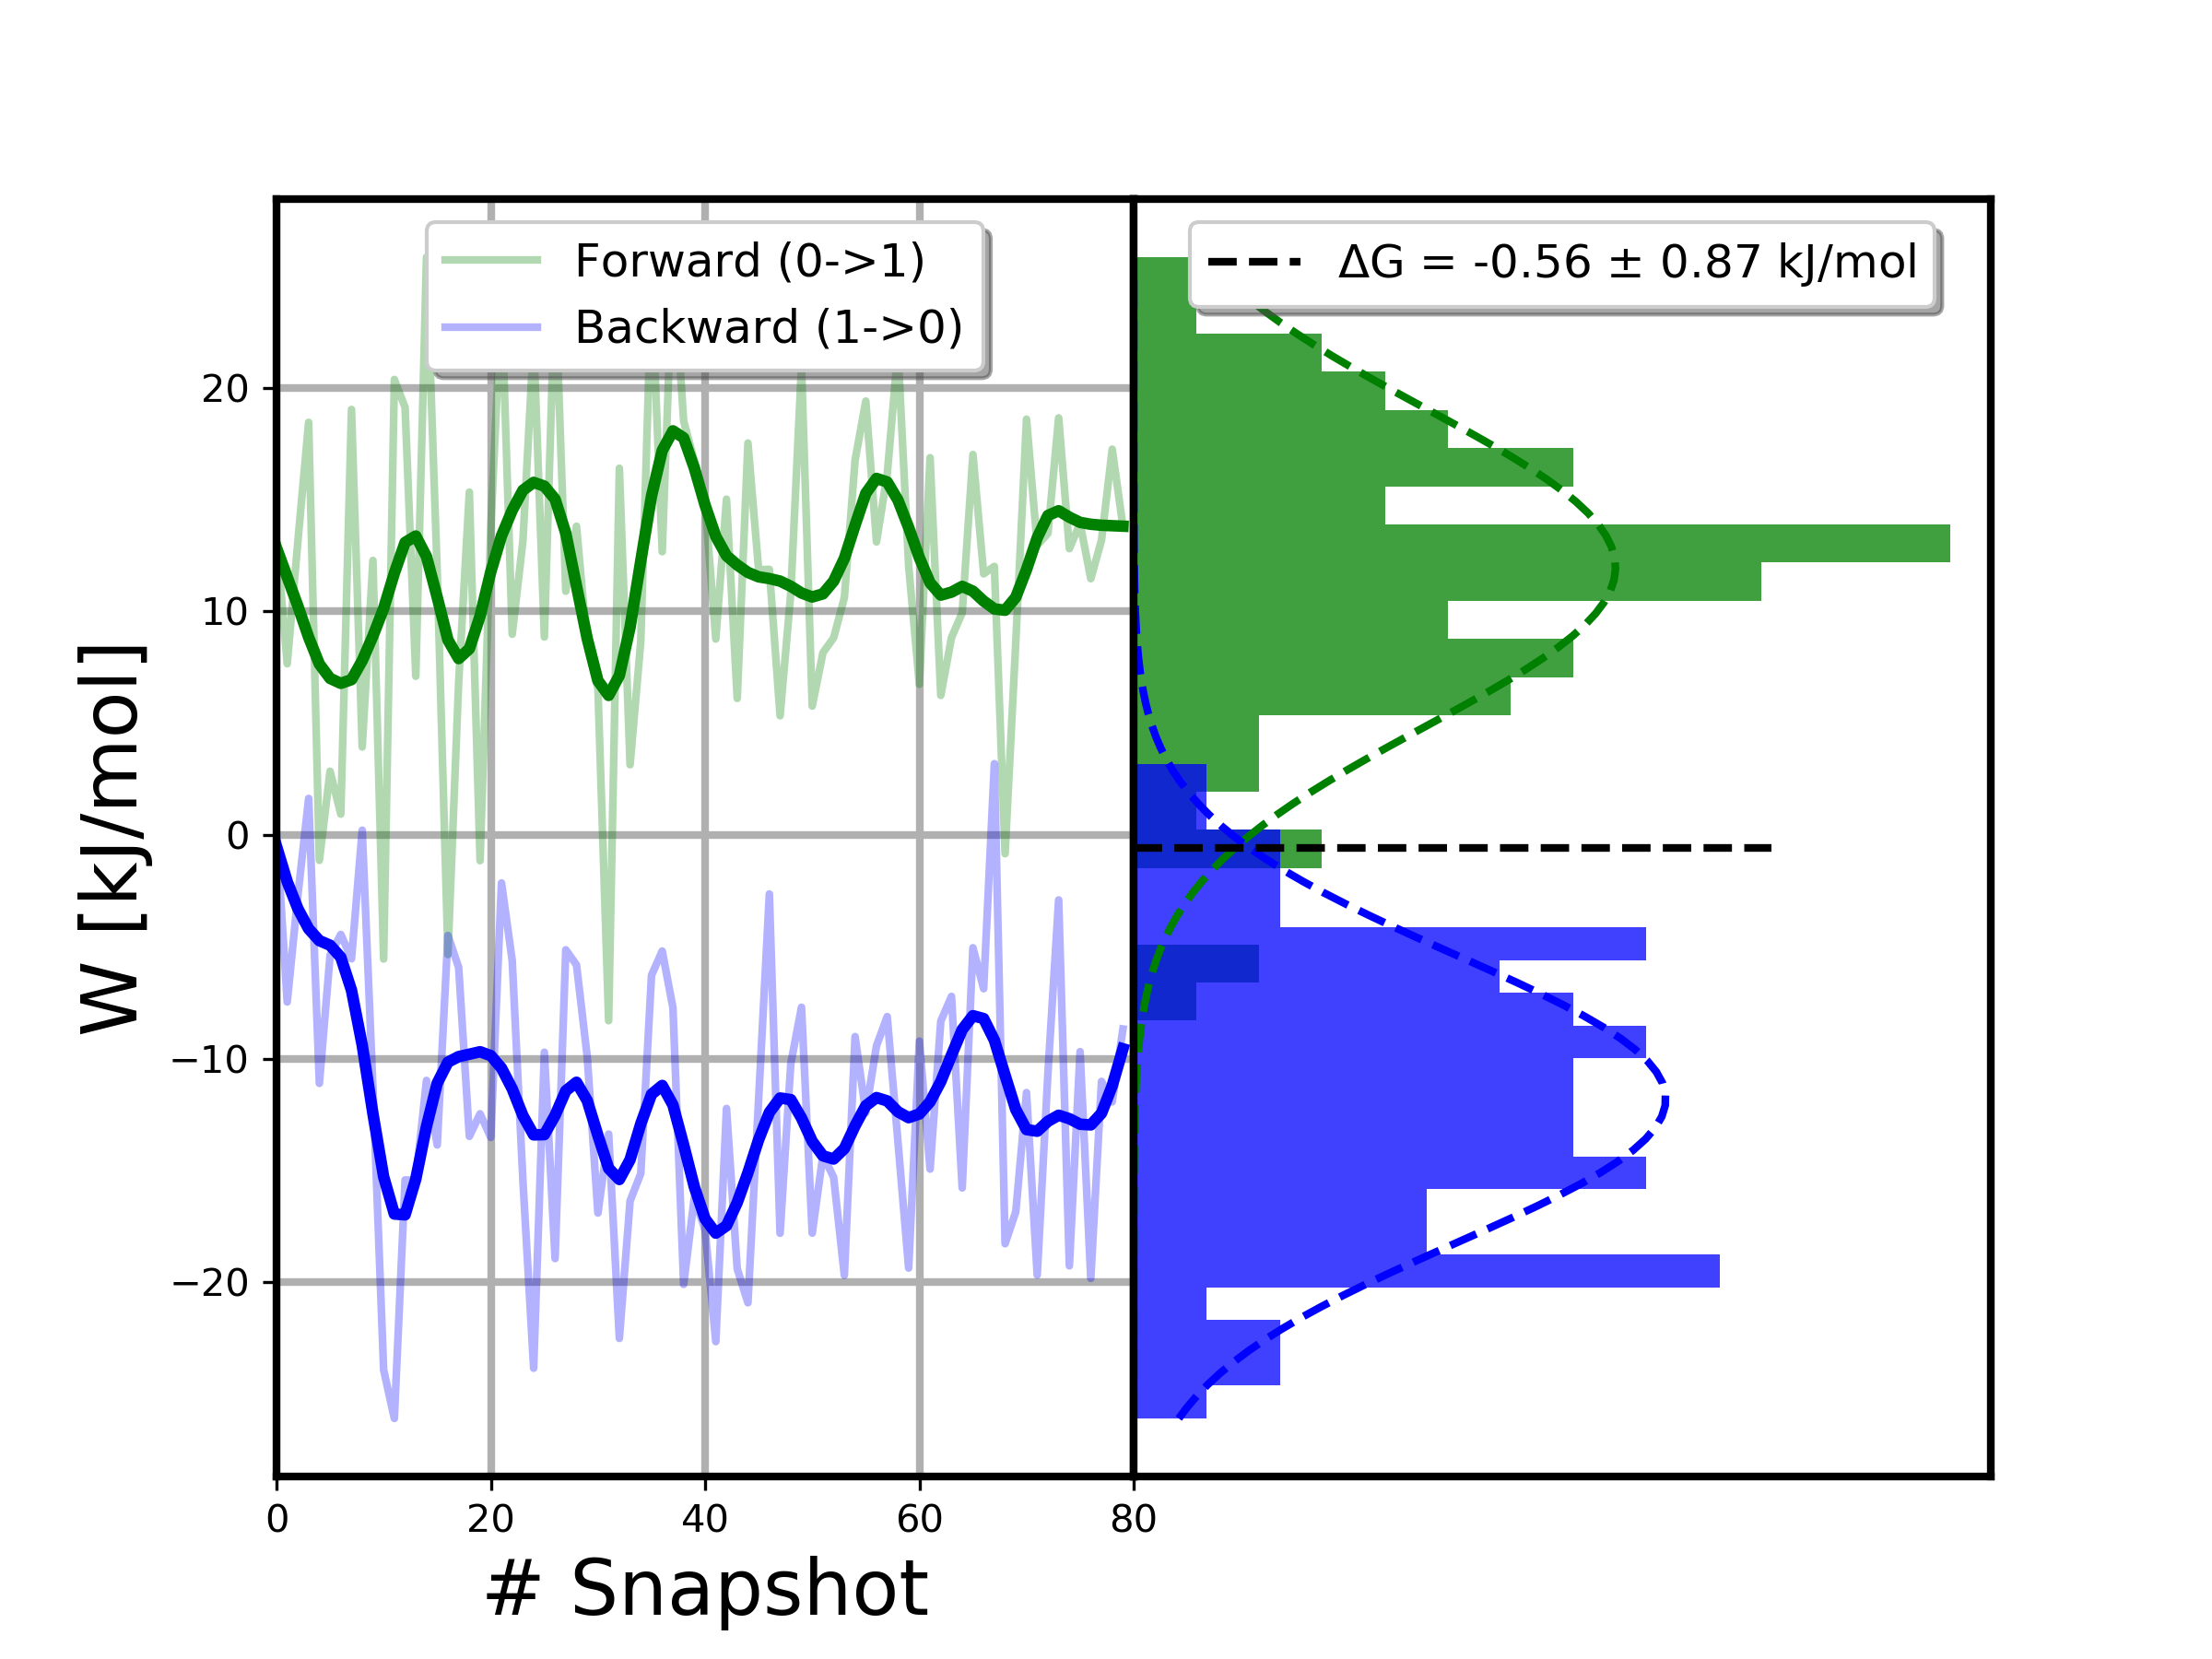 Forward (0->1)
Backward (1->0)
ΔG = -0.56 ± 0.87 kJ/mol
W [kJ/mol]
20
10
0
−10
−20
0 20 40 60 80
# Snapshot